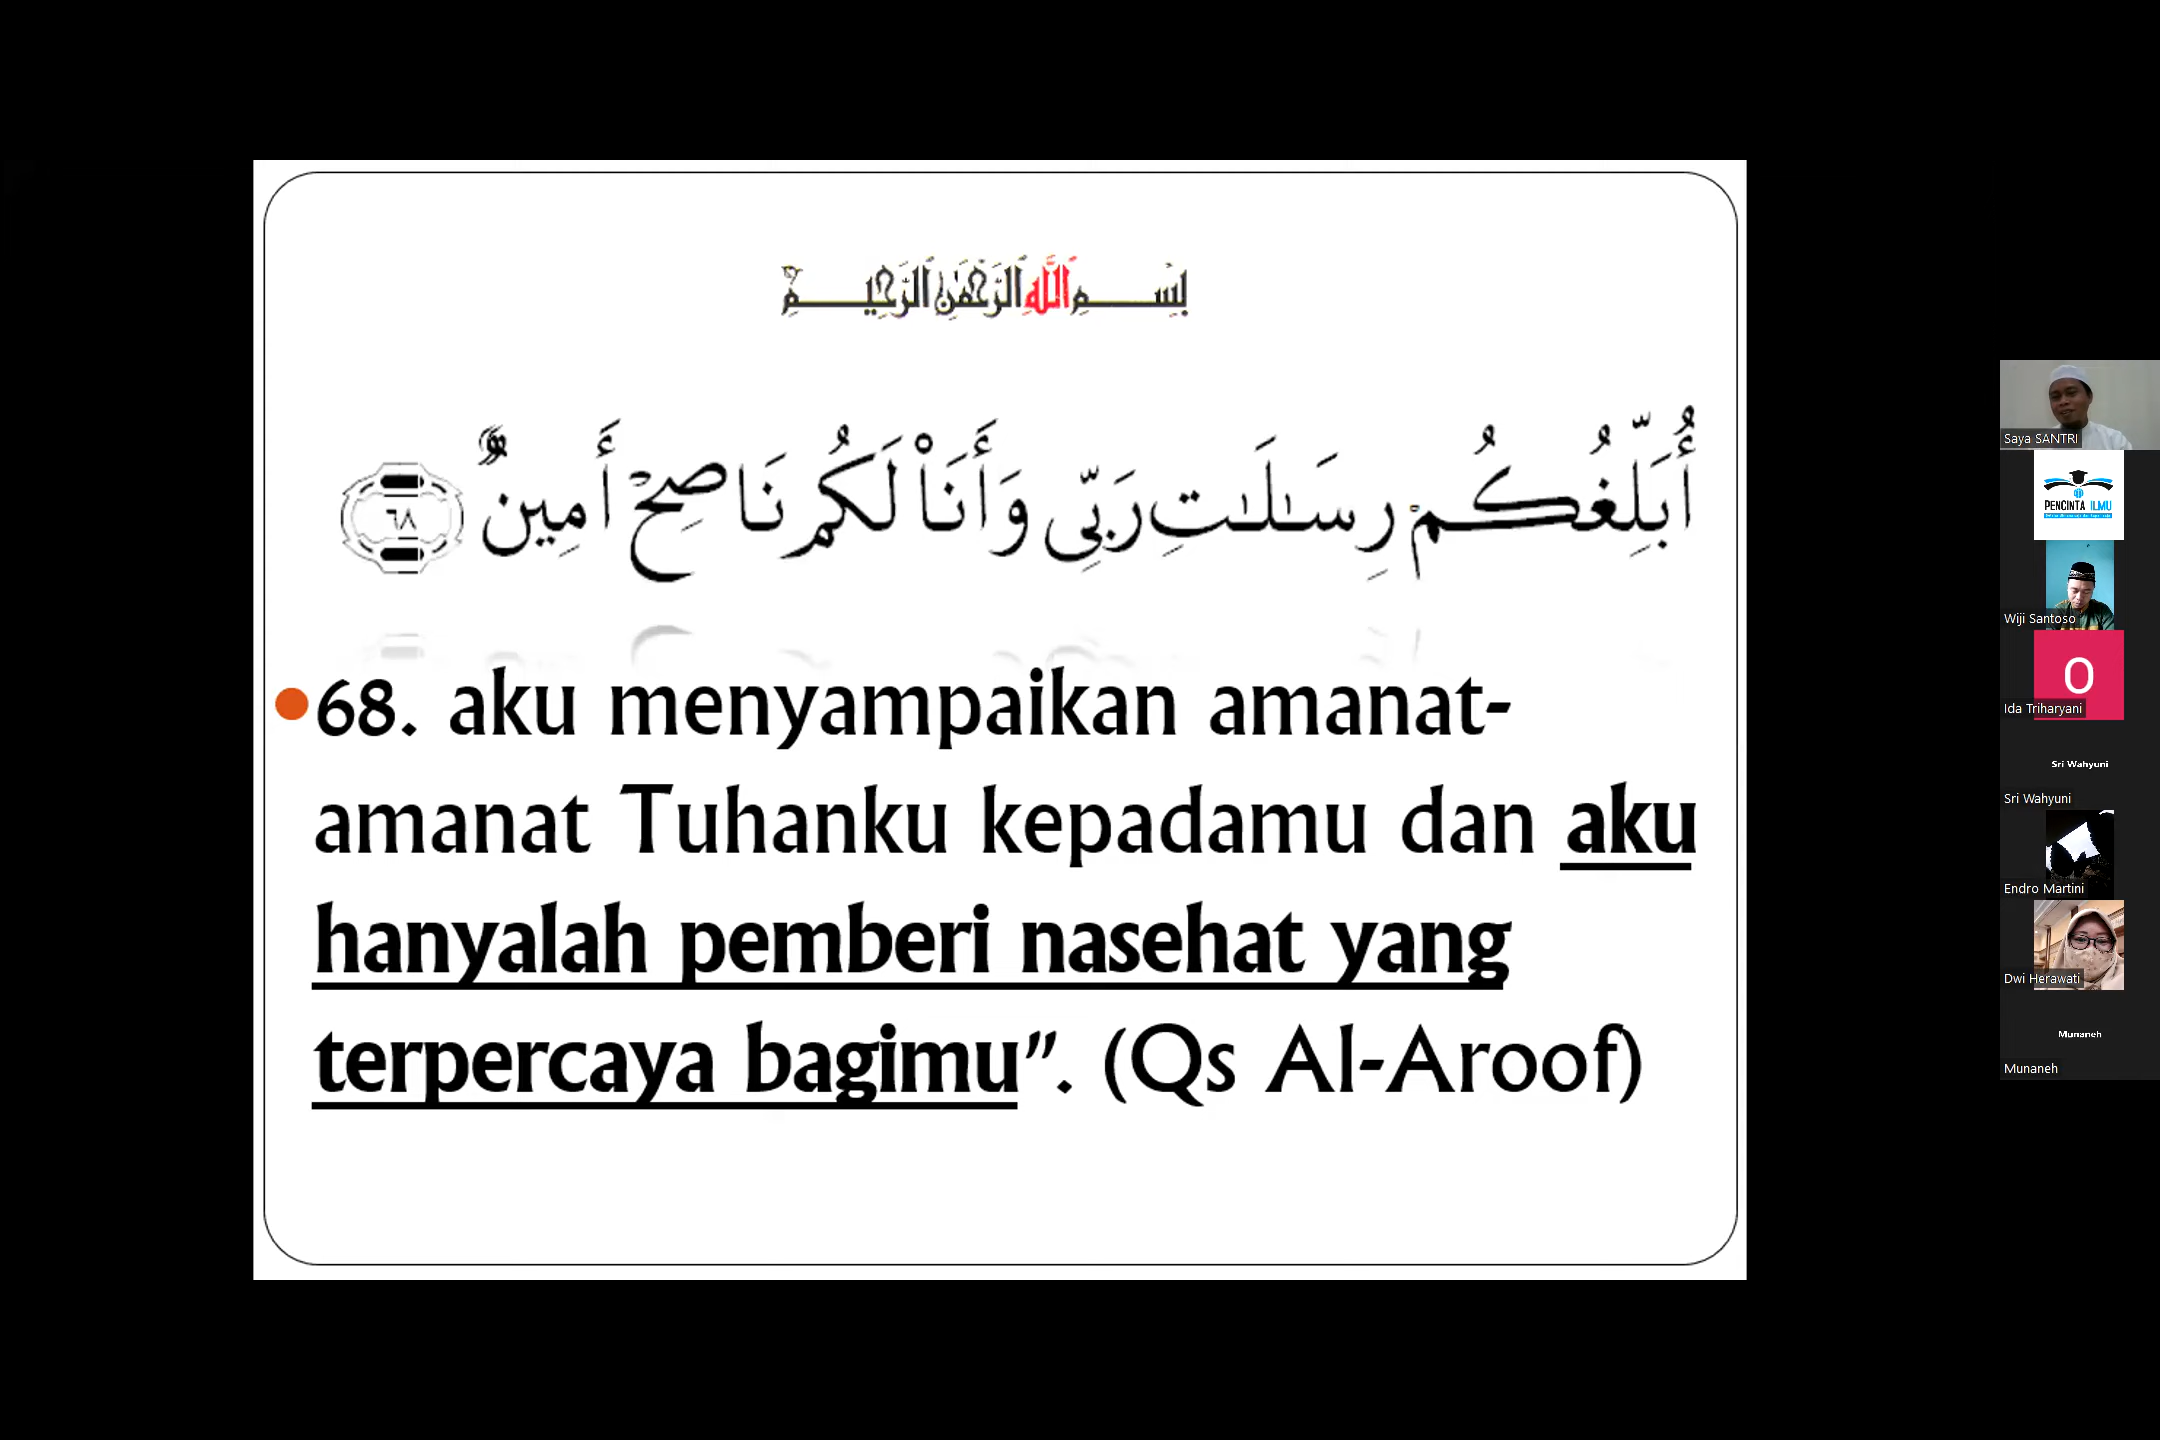 بِسْمِ اللَّهِ الرَّحْمَٰنِ الرَّحِيمِ
أُبَلِّغُكُمْ رِسَـٰلَـٰتِ رَبِّى وَأَنَا۠ لَكُمْ نَاصِحٌ أَمِينٌ ٦٨
68. aku menyampaikan amanat-
amanat Tuhanku kepadamu dan aku
hanyalah pemberi nasehat yang
terpercaya bagimu”. (Qs Al-Aroof)
Saya SANTRI
PENCINTA ILMU
Wiji Santoso
O
Ida Triharyani
Sri Wahyuni
Sri Wahyuni
Endro Martini
Dwi Herawati
Munaneh
Munaneh